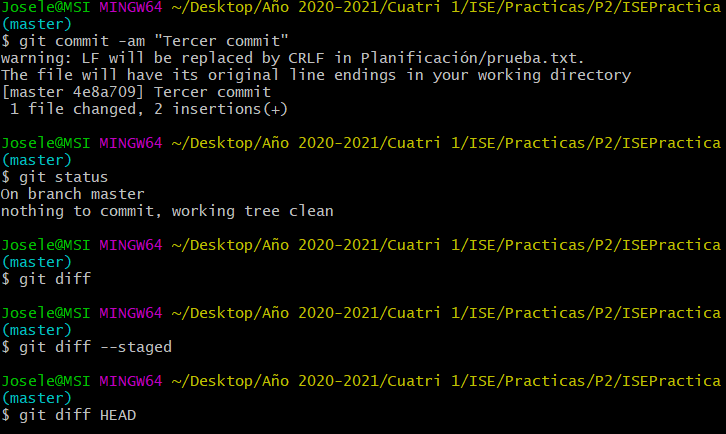 Josele@MSI MINGW64 ~/Desktop/Año 2020-2021/Cuatri 1/ISE/Practicas/P2/ISEPractica
(master)
$ git commit -am "Tercer commit"
warning: LF will be replaced by CRLF in Planificación/prueba.txt.
The file will have its original line endings in your working directory
[master 4e8a709] Tercer commit
 1 file changed, 2 insertions(+)
Josele@MSI MINGW64 ~/Desktop/Año 2020-2021/Cuatri 1/ISE/Practicas/P2/ISEPractica
(master)
$ git status
On branch master
nothing to commit, working tree clean
Josele@MSI MINGW64 ~/Desktop/Año 2020-2021/Cuatri 1/ISE/Practicas/P2/ISEPractica
(master)
$ git diff
Josele@MSI MINGW64 ~/Desktop/Año 2020-2021/Cuatri 1/ISE/Practicas/P2/ISEPractica
(master)
$ git diff --staged
Josele@MSI MINGW64 ~/Desktop/Año 2020-2021/Cuatri 1/ISE/Practicas/P2/ISEPractica
(master)
$ git diff HEAD